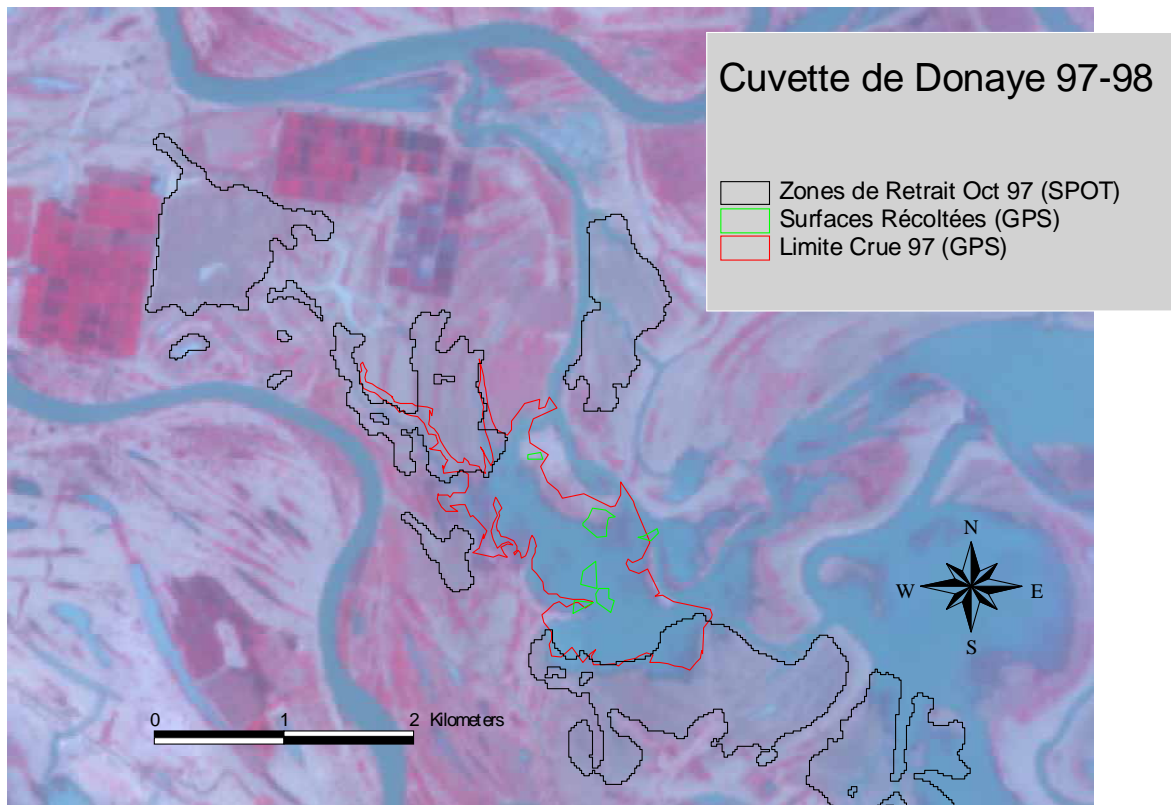 Cuvette de Donaye 97-98
Zones de Retrait Oct 97 (SPOT)
Surfaces Récoltées (GPS)
Limite Crue 97 (GPS)
N
W E
S
0 1 2 Kilometers